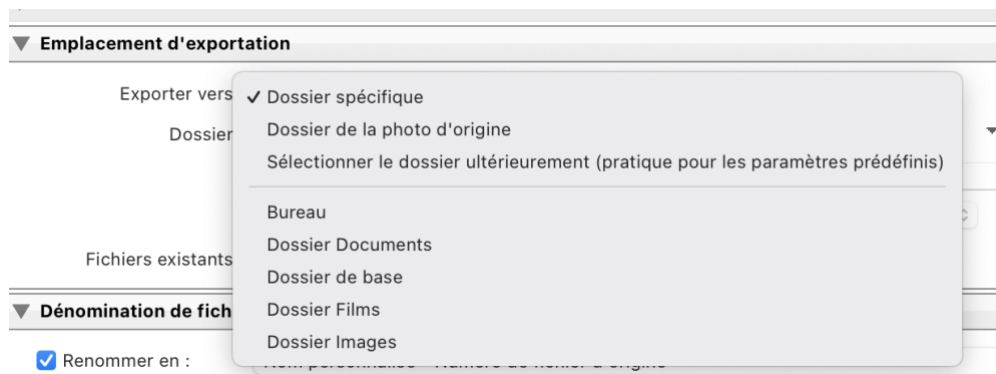 Emplacement d'exportation
Exporter vers
✓ Dossier spécifique
Dossier de la photo d'origine
Dossier
Sélectionner le dossier ultérieurement (pratique pour les paramètres prédéfinis)
Bureau
Dossier Documents
Fichiers existants
Dossier de base
Dossier Films
Dénomination de fich
Dossier Images
Renommer en :